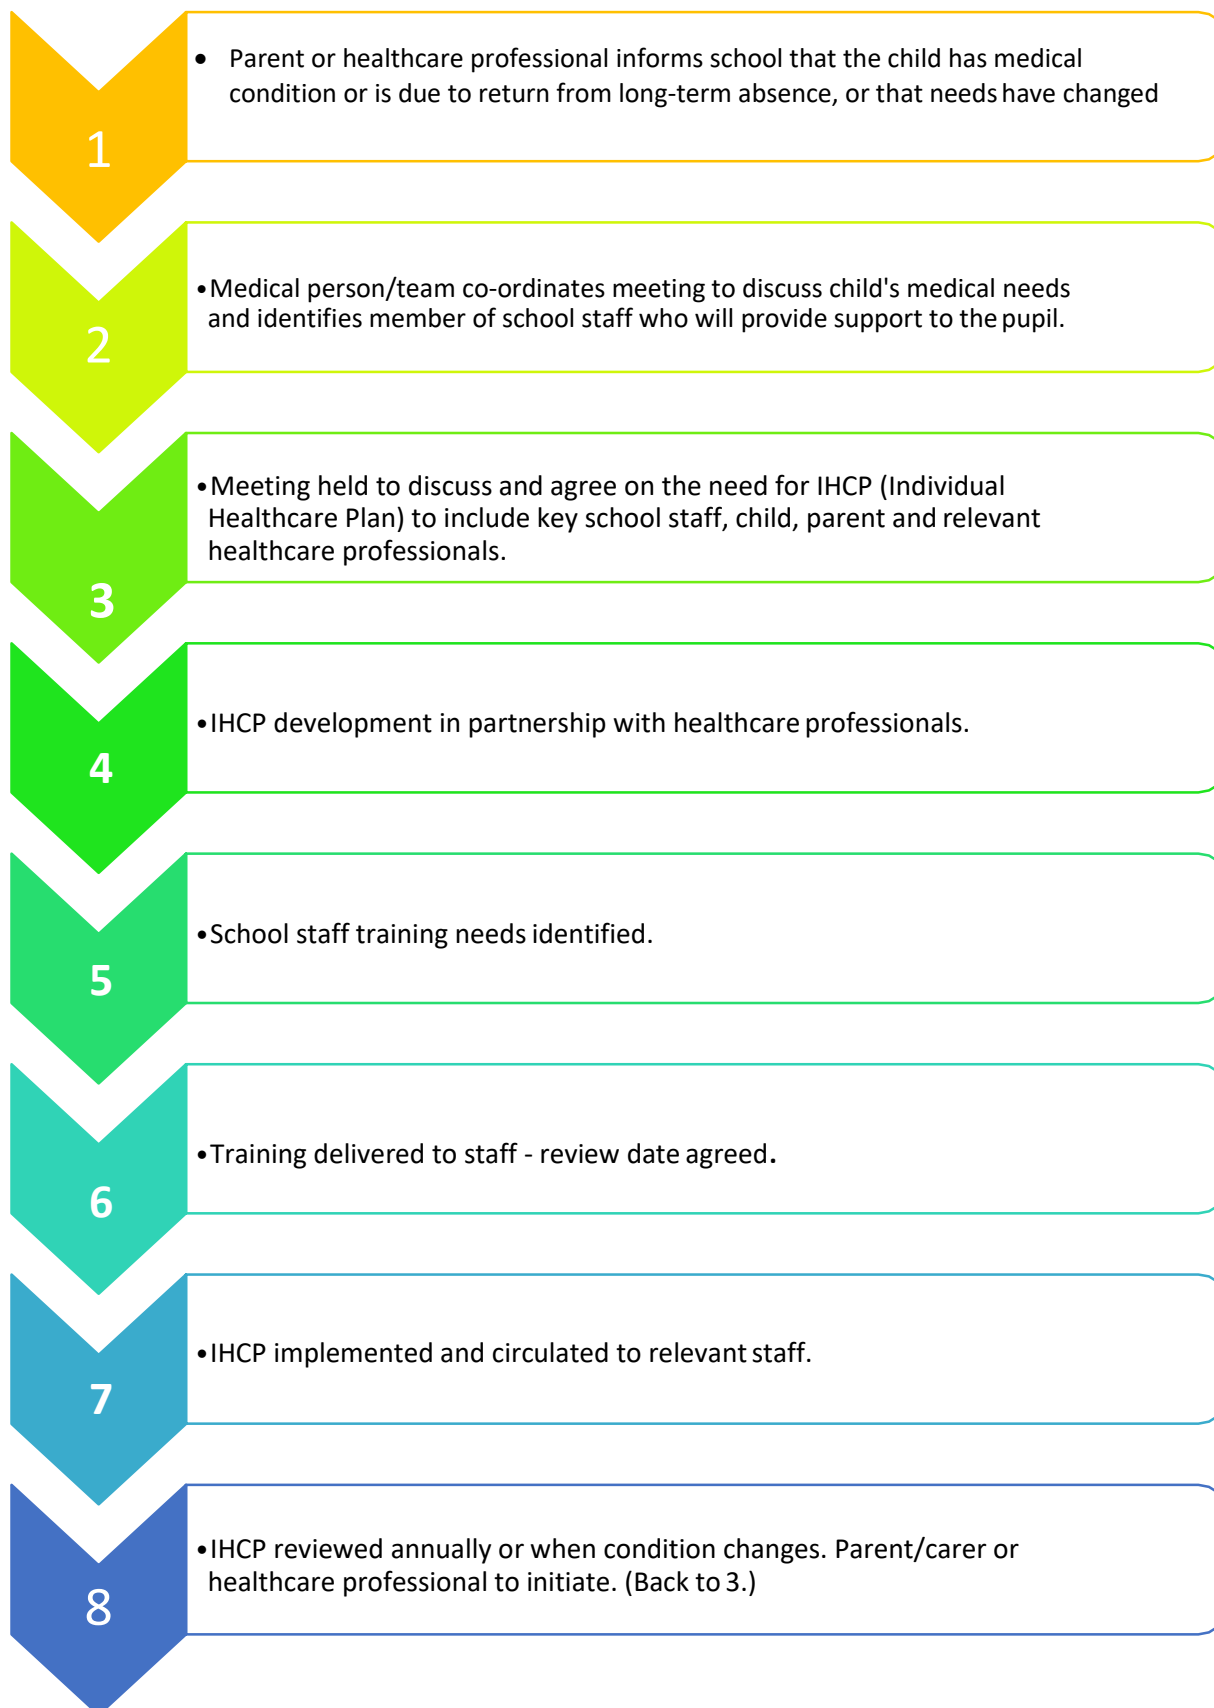 • Parent or healthcare professional informs school that the child has medical
condition or is due to return from long-term absence, or that needs have changed
1
•Medical person/team co-ordinates meeting to discuss child's medical needs
and identifies member of school staff who will provide support to the pupil.
2
•Meeting held to discuss and agree on the need for IHCP (Individual
Healthcare Plan) to include key school staff, child, parent and relevant
healthcare professionals.
3
•IHCP development in partnership with healthcare professionals.
4
•School staff training needs identified.
5
•Training delivered to staff - review date agreed.
6
•IHCP implemented and circulated to relevant staff.
7
•IHCP reviewed annually or when condition changes. Parent/carer or
healthcare professional to initiate. (Back to 3.)
8